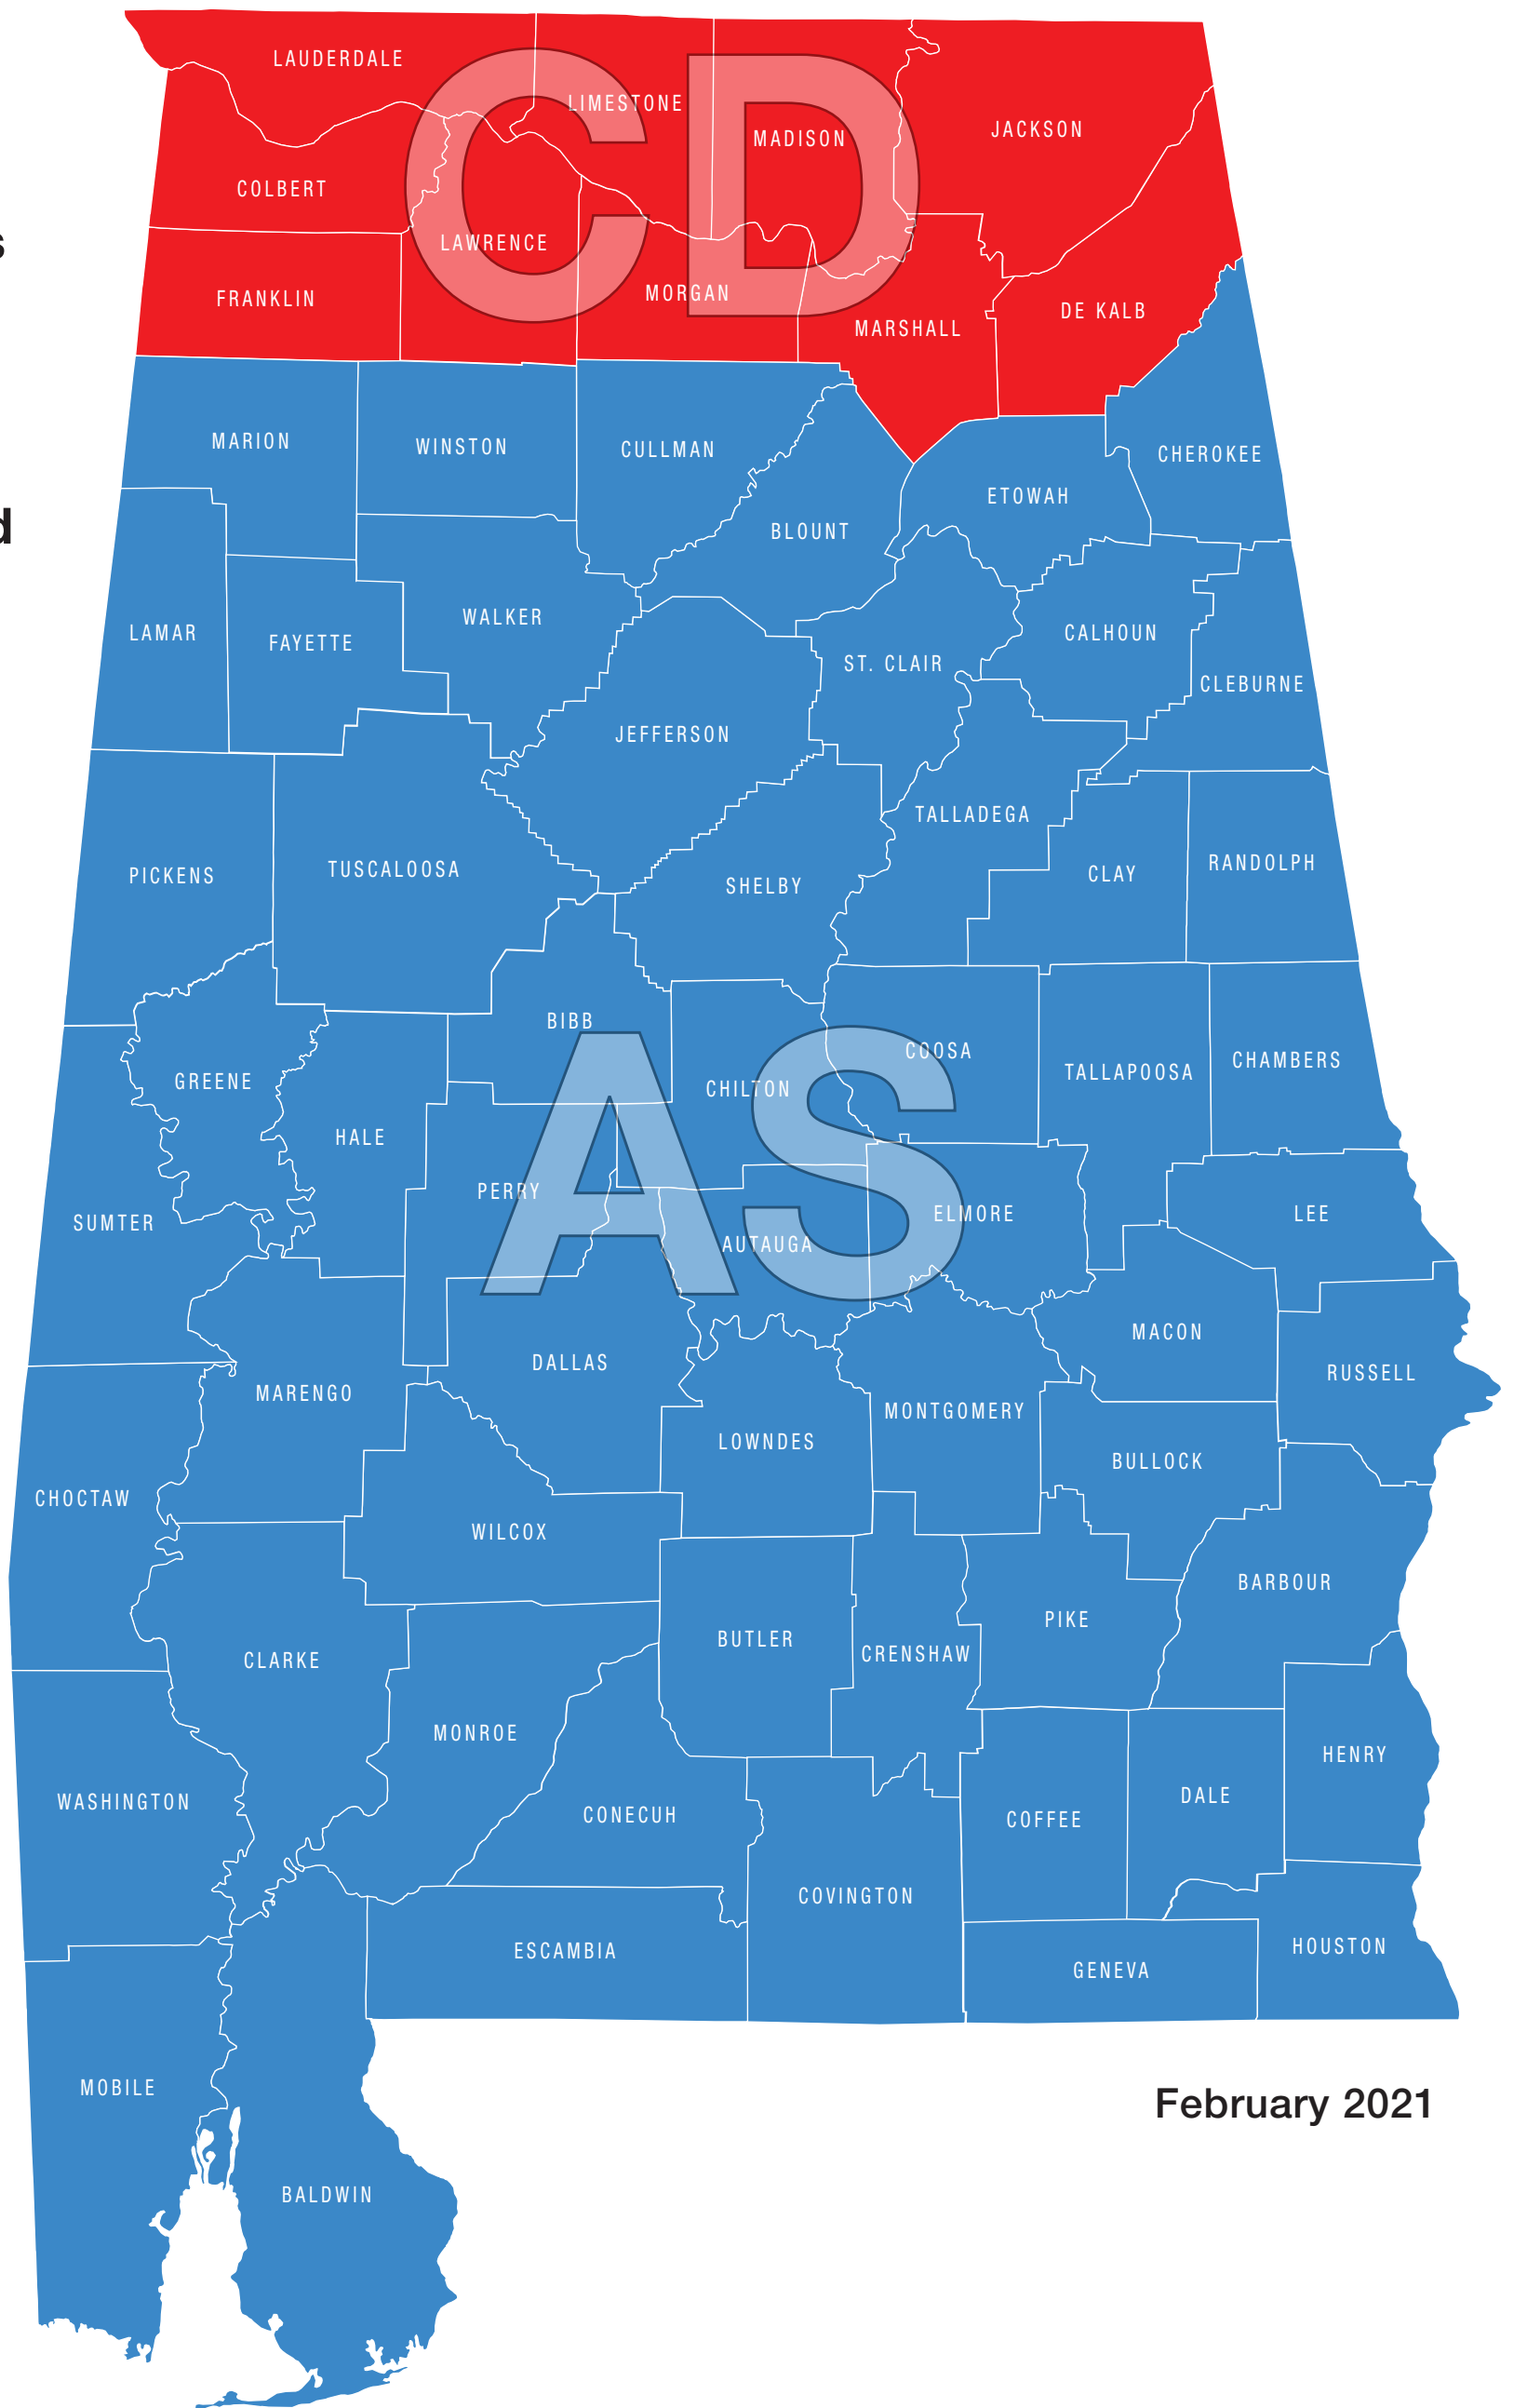 LAUDERDALE
LIMESTONE
MADISON
JACKSON
CD
COLBERT
s
LAWRENCE
FRANKLIN
MORGAN
DE KALB
MARSHALL
MARION
WINSTON
CULLMAN
CHEROKEE
ETOWAH
d
BLOUNT
WALKER
LAMAR
CALHOUN
FAYETTE
ST. CLAIR
CLEBURNE
JEFFERSON
TALLADEGA
RANDOLPH
TUSCALOOSA
CLAY
PICKENS
SHELBY
BIBB
COOSA
CHAMBERS
TALLAPOOSA
GREENE
CHILTON
HALE
AS
PERRY
ELMORE
LEE
SUMTER
AUTAUGA
MACON
DALLAS
RUSSELL
MARENGO
MONTGOMERY
LOWNDES
BULLOCK
CHOCTAW
WILCOX
BARBOUR
PIKE
BUTLER
CRENSHAW
CLARKE
MONROE
HENRY
DALE
WASHINGTON
CONECUH
COFFEE
COVINGTON
HOUSTON
ESCAMBIA
GENEVA
MOBILE
February 2021
BALDWIN